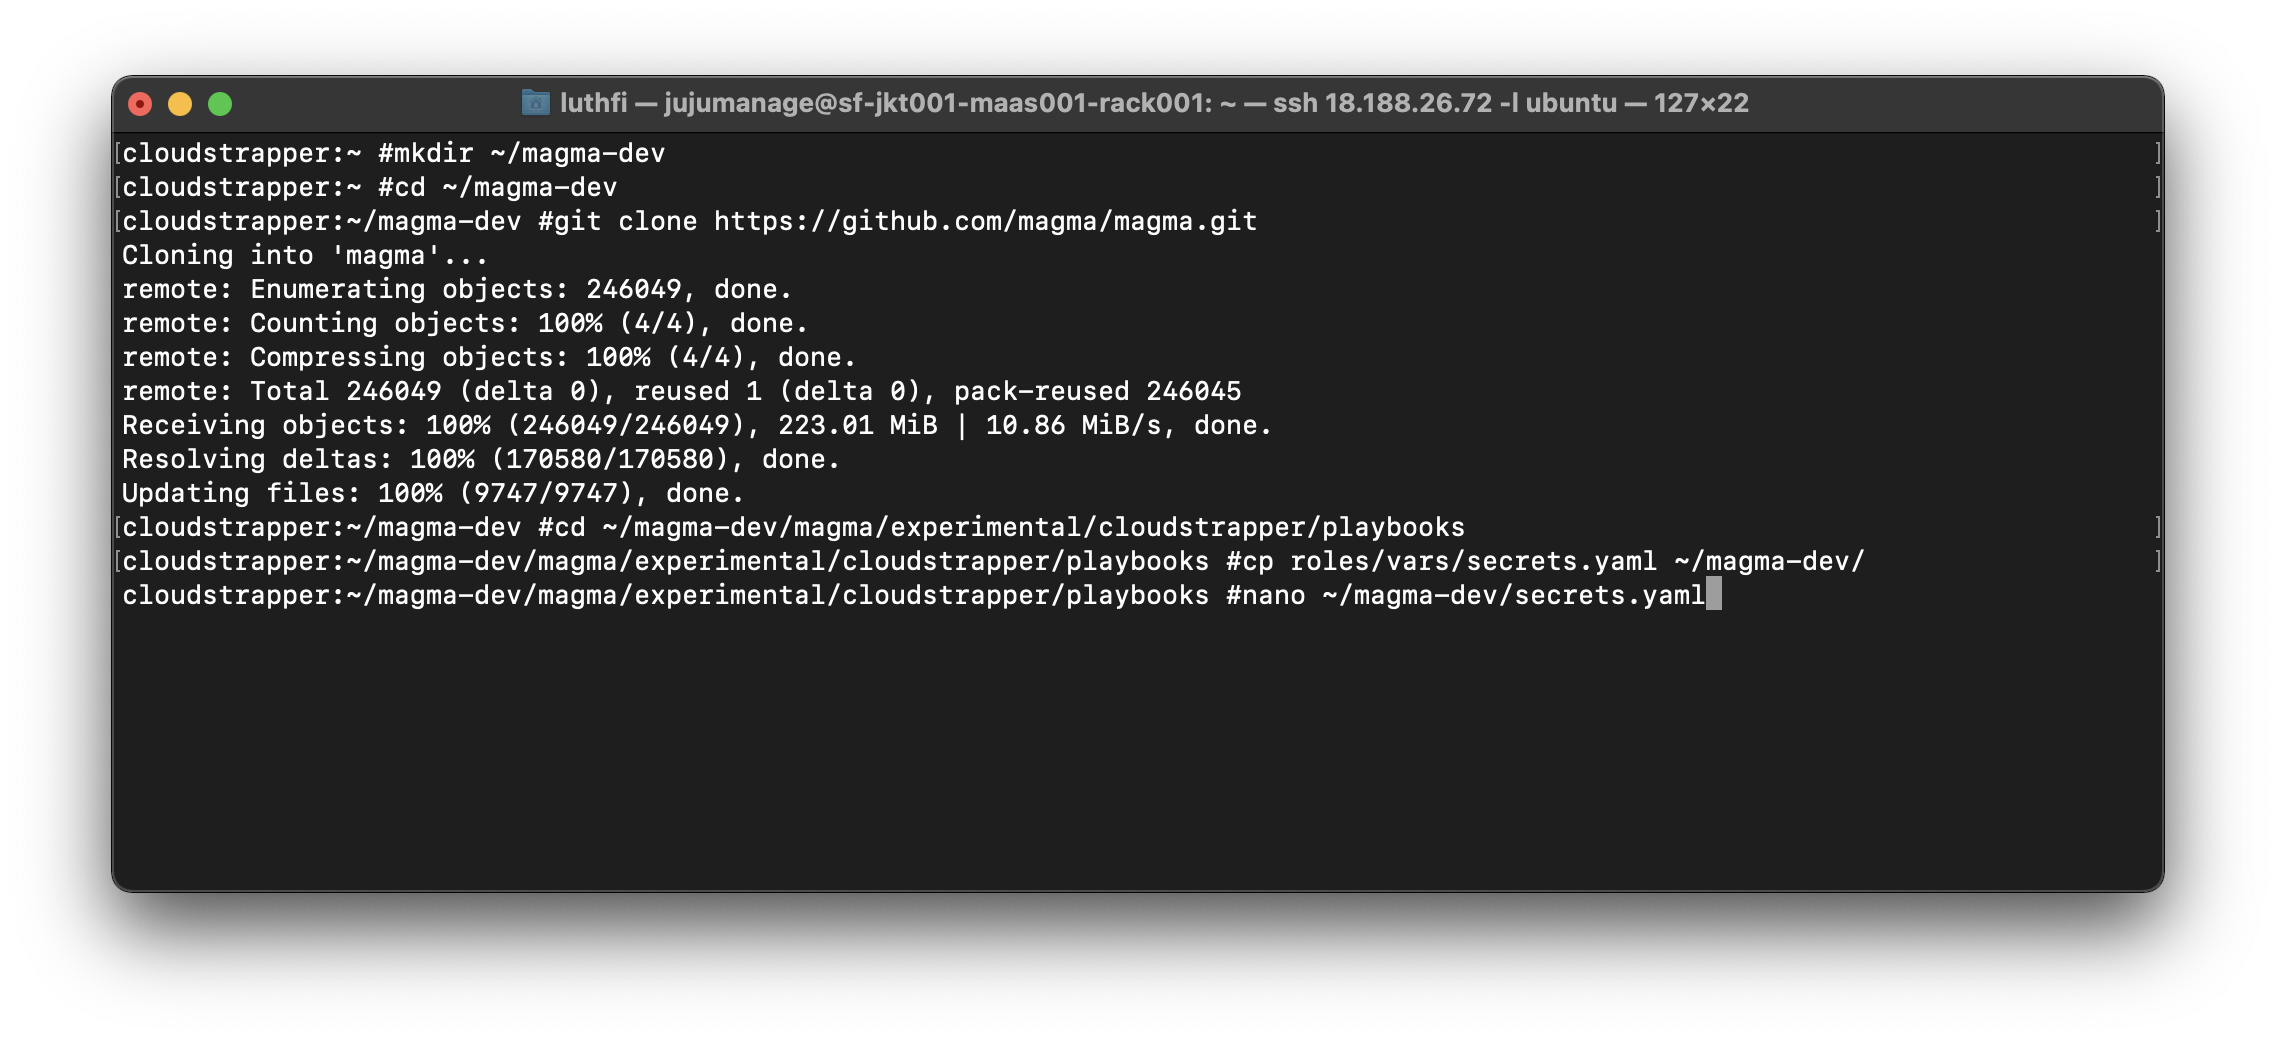 luthfi — jujumanage@sf-jkt001-maas001-rack001: ~ — ssh 18.188.26.72 -l ubuntu — 127×22
[cloudstrapper:~ #mkdir ~/magma-dev ]
[cloudstrapper:~ #cd ~/magma-dev ]
[cloudstrapper:~/magma-dev #git clone https://github.com/magma/magma.git ]
Cloning into 'magma'...
remote: Enumerating objects: 246049, done.
remote: Counting objects: 100% (4/4), done.
remote: Compressing objects: 100% (4/4), done.
remote: Total 246049 (delta 0), reused 1 (delta 0), pack-reused 246045
Receiving objects: 100% (246049/246049), 223.01 MiB | 10.86 MiB/s, done.
Resolving deltas: 100% (170580/170580), done.
Updating files: 100% (9747/9747), done.
[cloudstrapper:~/magma-dev #cd ~/magma-dev/magma/experimental/cloudstrapper/playbooks ]
[cloudstrapper:~/magma-dev/magma/experimental/cloudstrapper/playbooks #cp roles/vars/secrets.yaml ~/magma-dev/ ]
cloudstrapper:~/magma-dev/magma/experimental/cloudstrapper/playbooks #nano ~/magma-dev/secrets.yaml